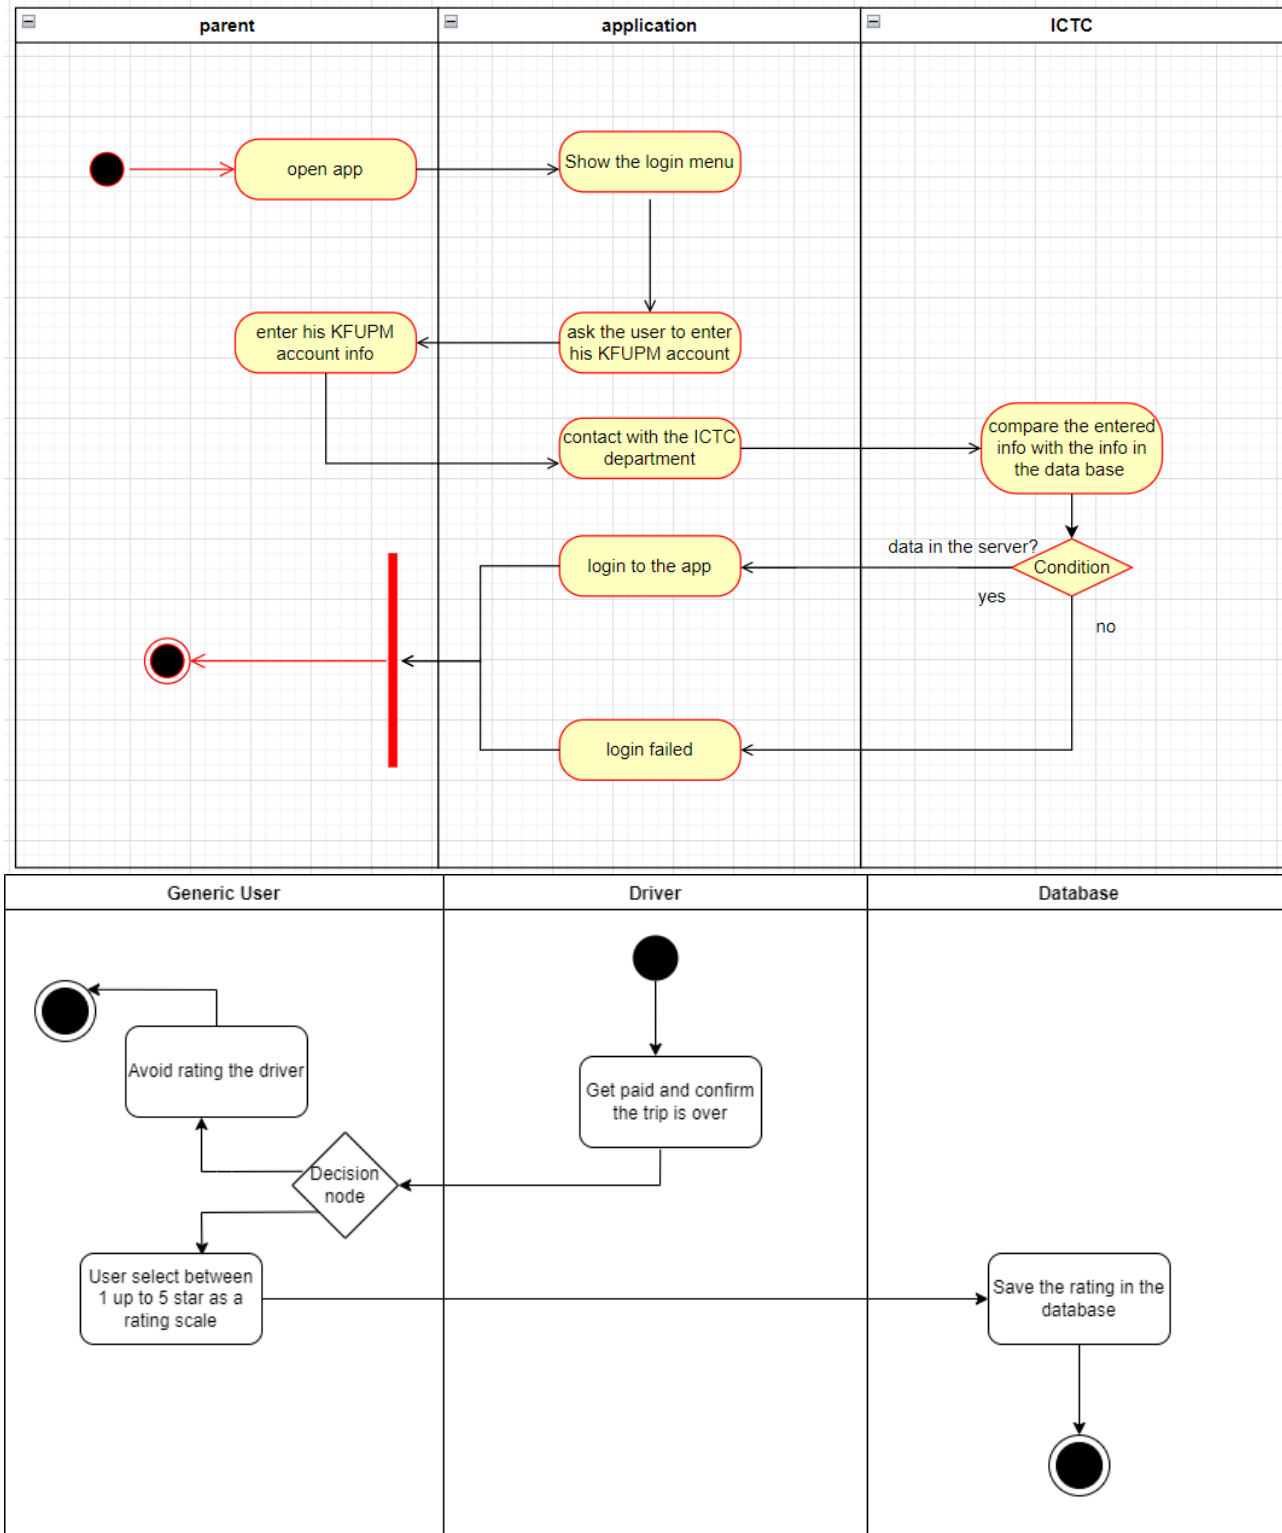 parent
application
ICTC
open app
Show the login menu
enter his KFUPM
account info
ask the user to enter
his KFUPM account
contact with the ICTC
department
compare the entered
info with the info in
the data base
data in the server?
Condition
login to the app
yes
no
login failed
Generic User
Driver
Database
Avoid rating the driver
Get paid and confirm
the trip is over
Decision
node
User select between
1 up to 5 star as a
rating scale
Save the rating in the
database